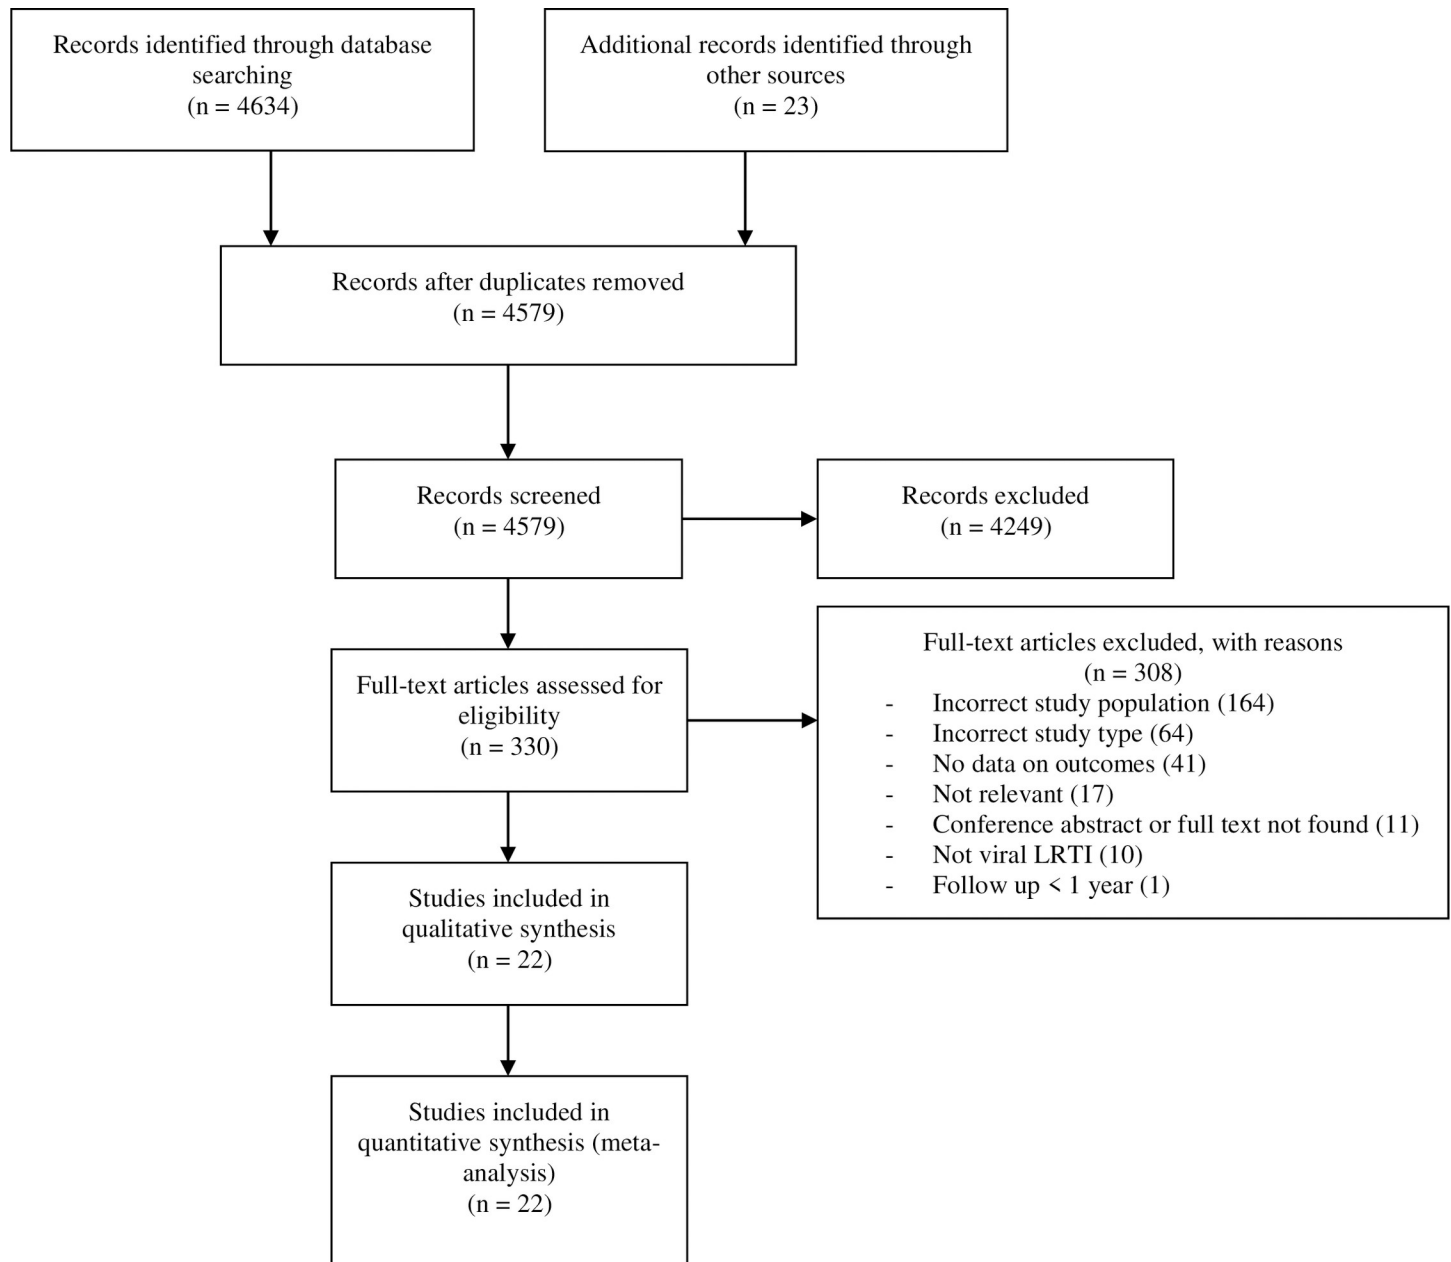 Records identified through database
searching
(n = 4634)
Additional records identified through
other sources
(n = 23)
Records after duplicates removed
(n = 4579)
Records screened
(n = 4579)
Records excluded
(n = 4249)
Full-text articles assessed for
eligibility
(n = 330)
Full-text articles excluded, with reasons
(n = 308)
- Incorrect study population (164)
- Incorrect study type (64)
- No data on outcomes (41)
- Not relevant (17)
- Conference abstract or full text not found (11)
- Not viral LRTI (10)
- Follow up < 1 year (1)
Studies included in
qualitative synthesis
(n = 22)
Studies included in
quantitative synthesis (meta-
analysis)
(n = 22)